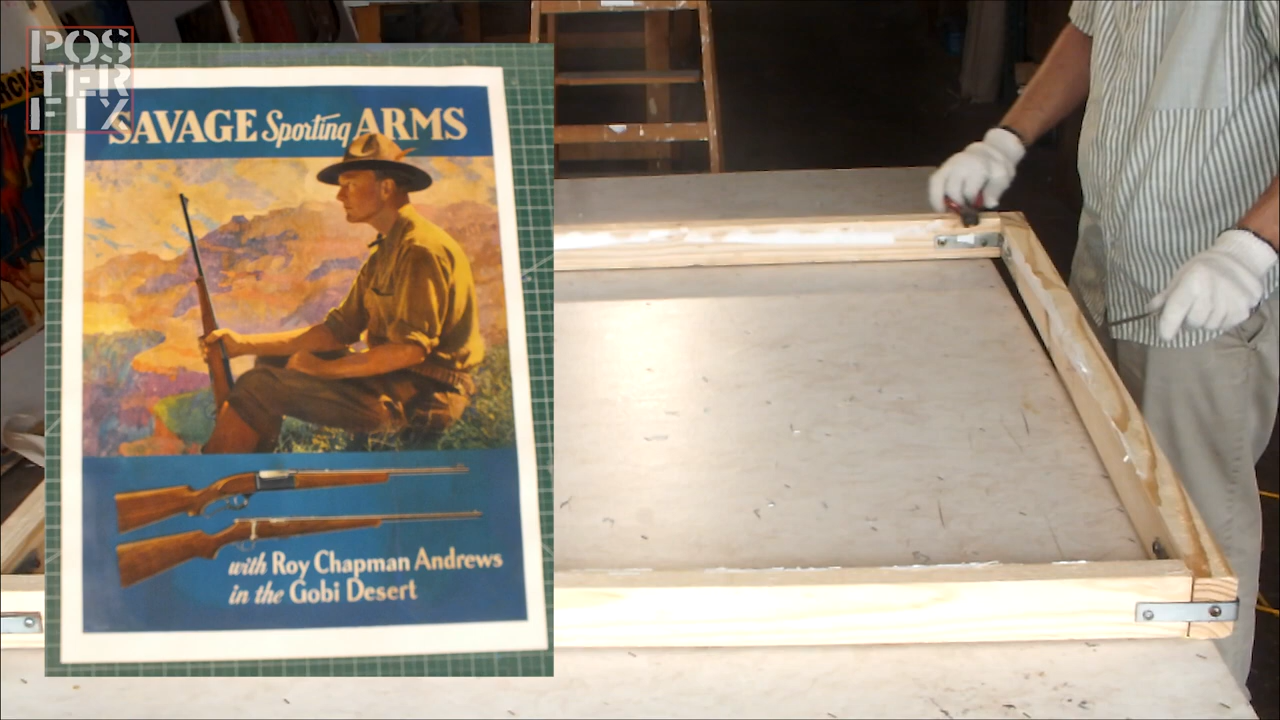 POS
TER
FIX
SAVAGE Sporting ARMS
with Roy Chapman Andrews
in the Gobi Desert